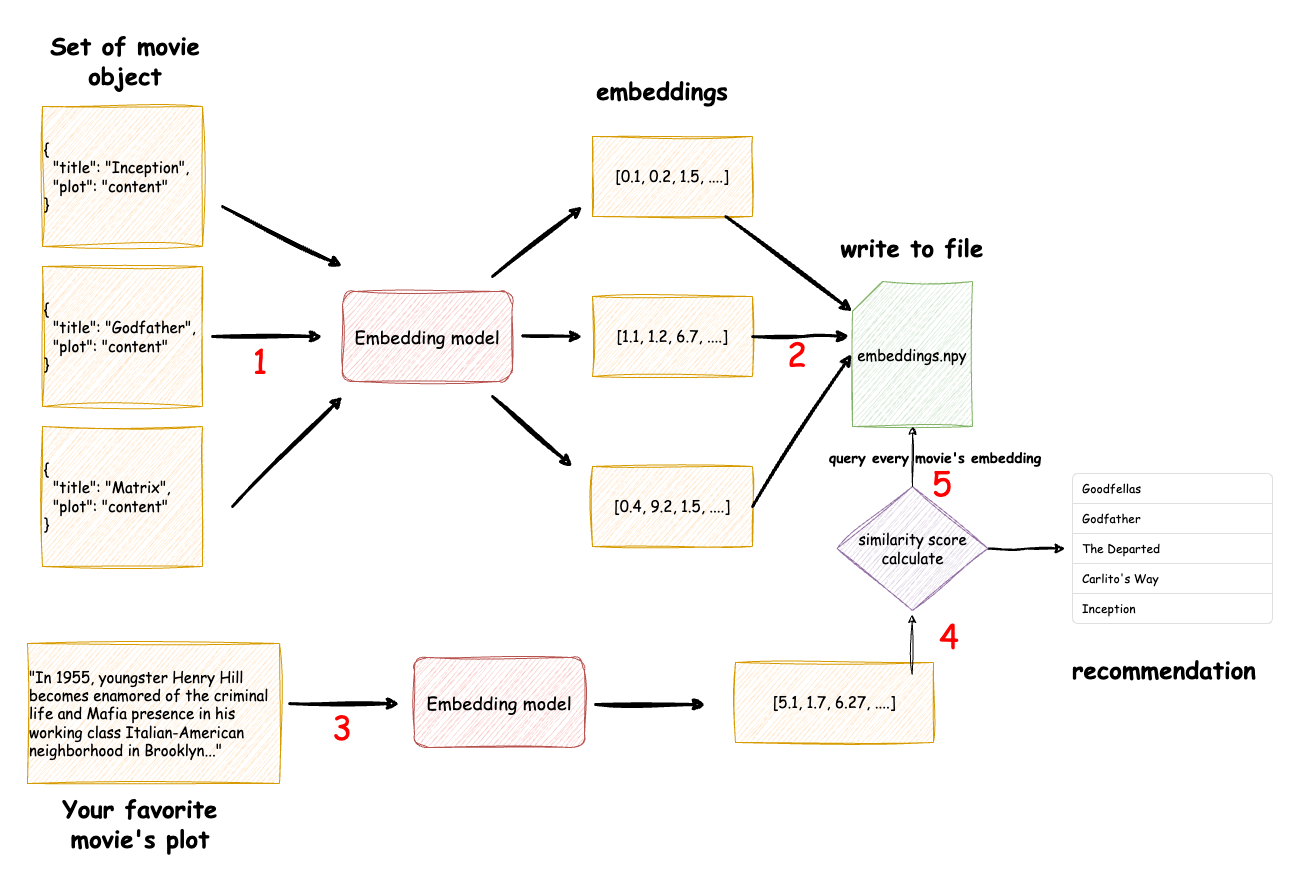 Set of movie
object
{
"title": "Inception",
"plot": "content"
}
{
"title": "Godfather",
"plot": "content"
}
{
"title": "Matrix",
"plot": "content"
}
1
Embedding model
embeddings
[0.1, 0.2, 1.5, ....]
[1.1, 1.2, 6.7, ....]
[0.4, 9.2, 1.5, ....]
2
write to file
embeddings.npy
query every movie's embedding
5
similarity score
calculate
4
Goodfellas
Godfather
The Departed
Carlito's Way
Inception
recommendation
"In 1955, youngster Henry Hill
becomes enamored of the criminal
life and Mafia presence in his
working class Italian-American
neighborhood in Brooklyn..."
Your favorite
movie's plot
3
Embedding model
[5.1, 1.7, 6.27, ....]